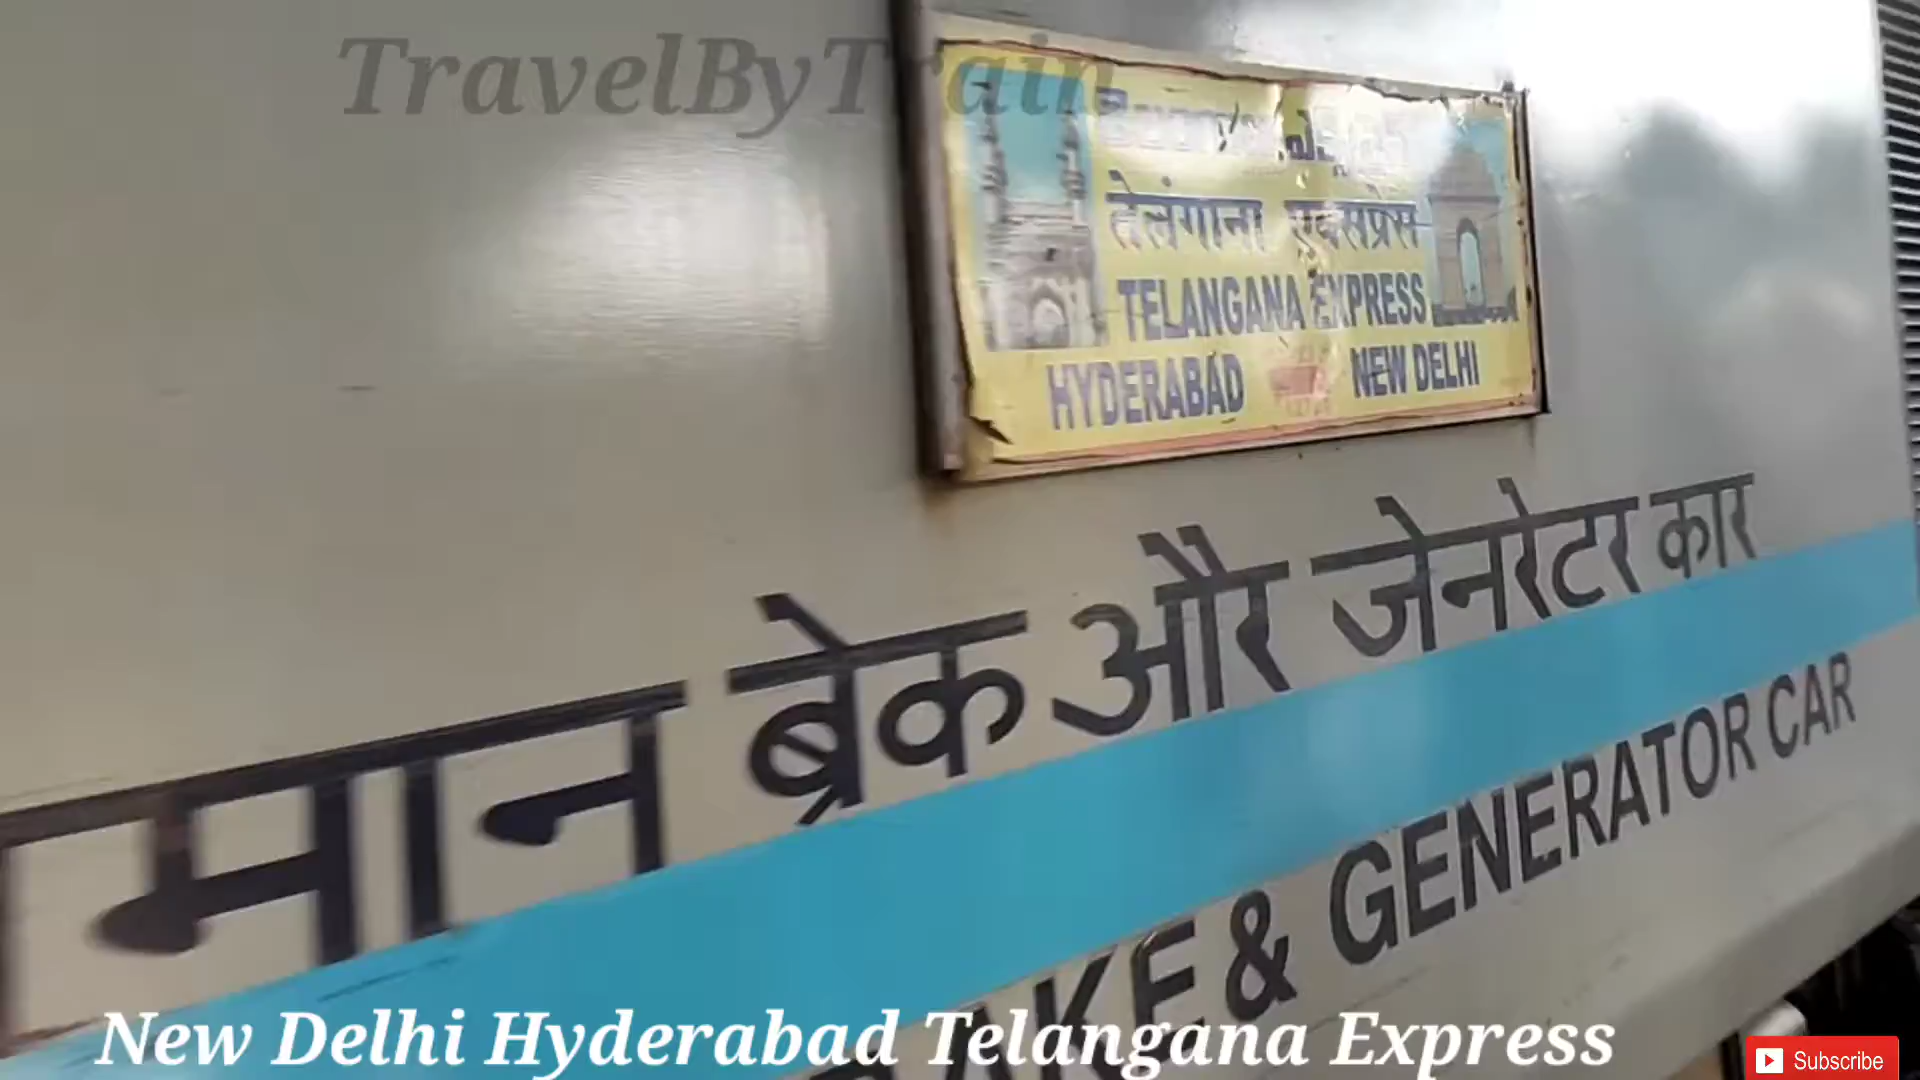 TravelByTrain
तेलंगाना एक्सप्रेस
TELANGANA EXPRESS
HYDERABAD NEW DELHI
मान ब्रेक और जेनरेटर कार
& GENERATOR CAR
New Delhi Hyderabad Telangana Express
Subscribe